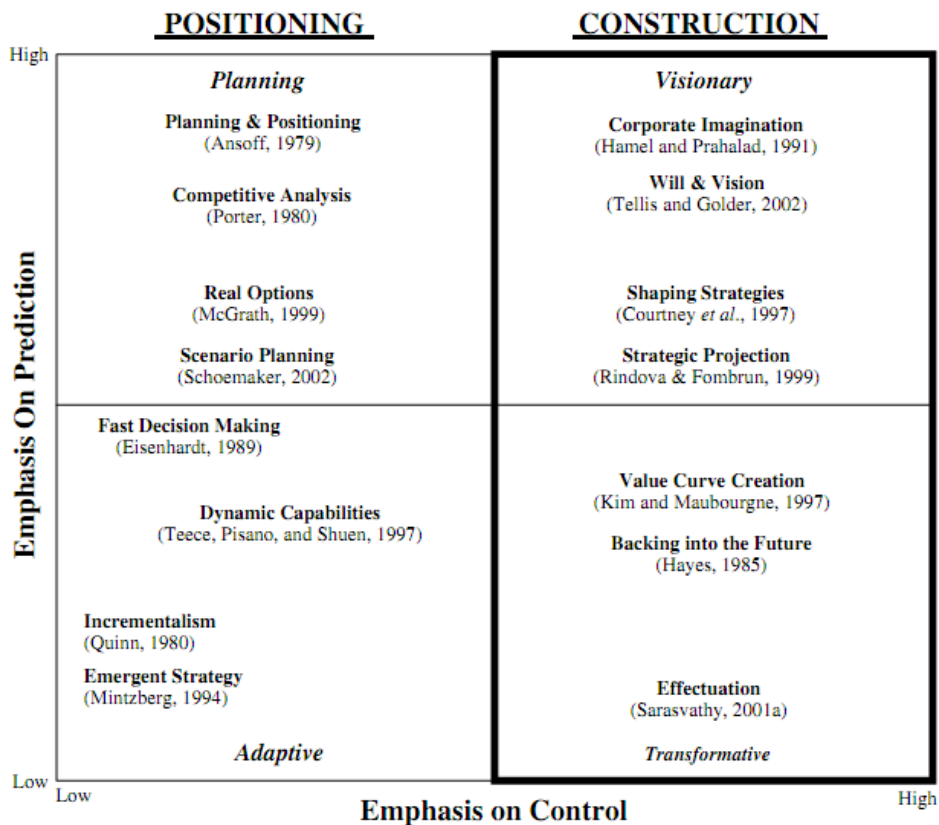 POSITIONING
CONSTRUCTION
High
Planning
Planning & Positioning
(Ansoff, 1979)
Competitive Analysis
(Porter, 1980)
Real Options
(McGrath, 1999)
Scenario Planning
(Schoemaker, 2002)
Visionary
Corporate Imagination
(Hamel and Prahalad, 1991)
Will & Vision
(Tellis and Golder, 2002)
Shaping Strategies
(Courtney et al., 1997)
Strategic Projection
(Rindova & Fombrun, 1999)
Emphasis On Prediction
Fast Decision Making
(Eisenhardt, 1989)
Dynamic Capabilities
(Teece, Pisano, and Shuen, 1997)
Incrementalism
(Quinn, 1980)
Emergent Strategy
(Mintzberg, 1994)
Adaptive
Value Curve Creation
(Kim and Maubourgne, 1997)
Backing into the Future
(Hayes, 1985)
Effectuation
(Sarasvathy, 2001a)
Transformative
Low
Low
Emphasis on Control
High